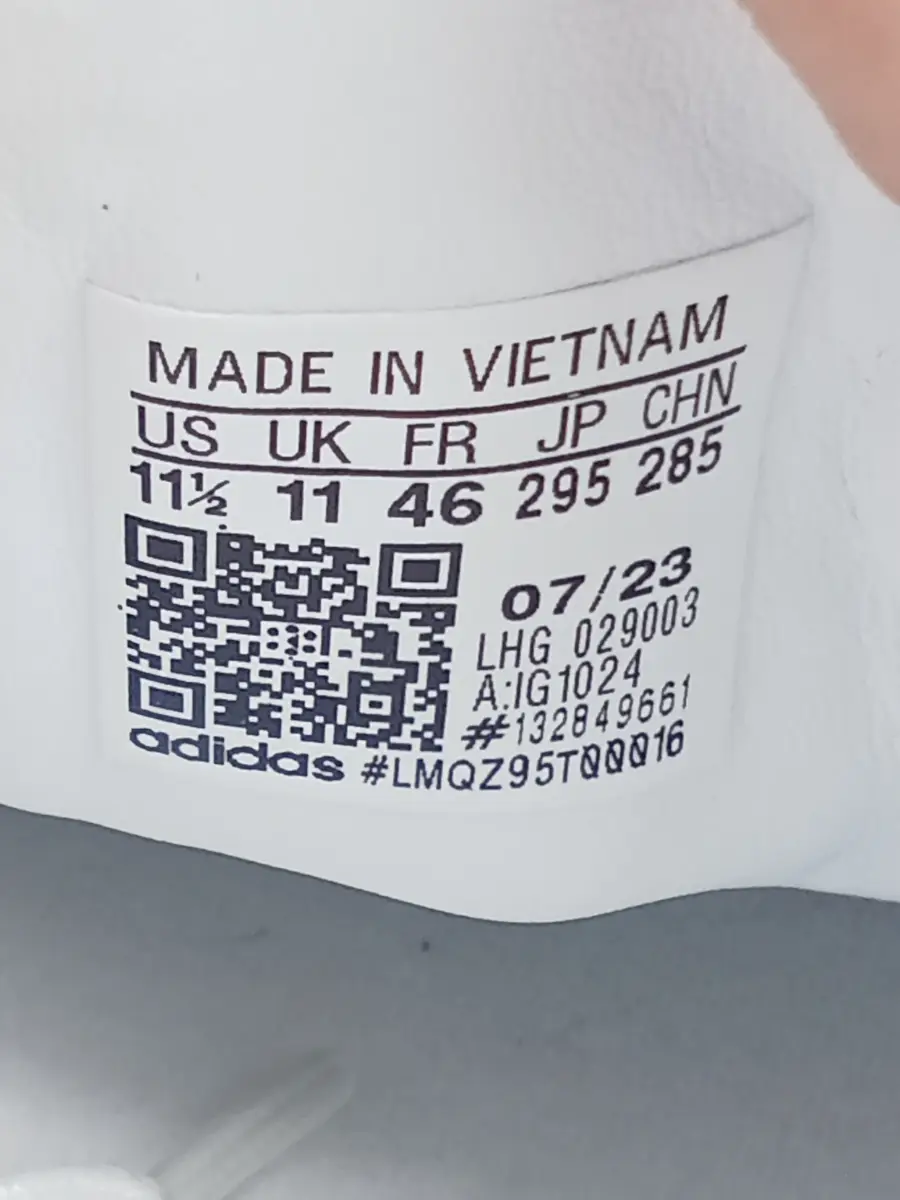 MADE IN VIETNAM
US UK FR JP CHN
11½ 11 46 295 285
07/23
LHG 029003
A:IG1024
#132849661
adidas #LMQZ95T00016